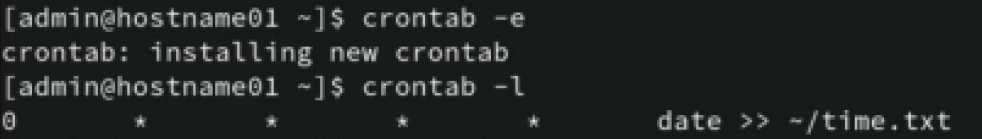 [admin@hostname01 ~]$ crontab -e
crontab: installing new crontab
[admin@hostname01 ~]$ crontab -l
0 * * * * date >> ~/time.txt